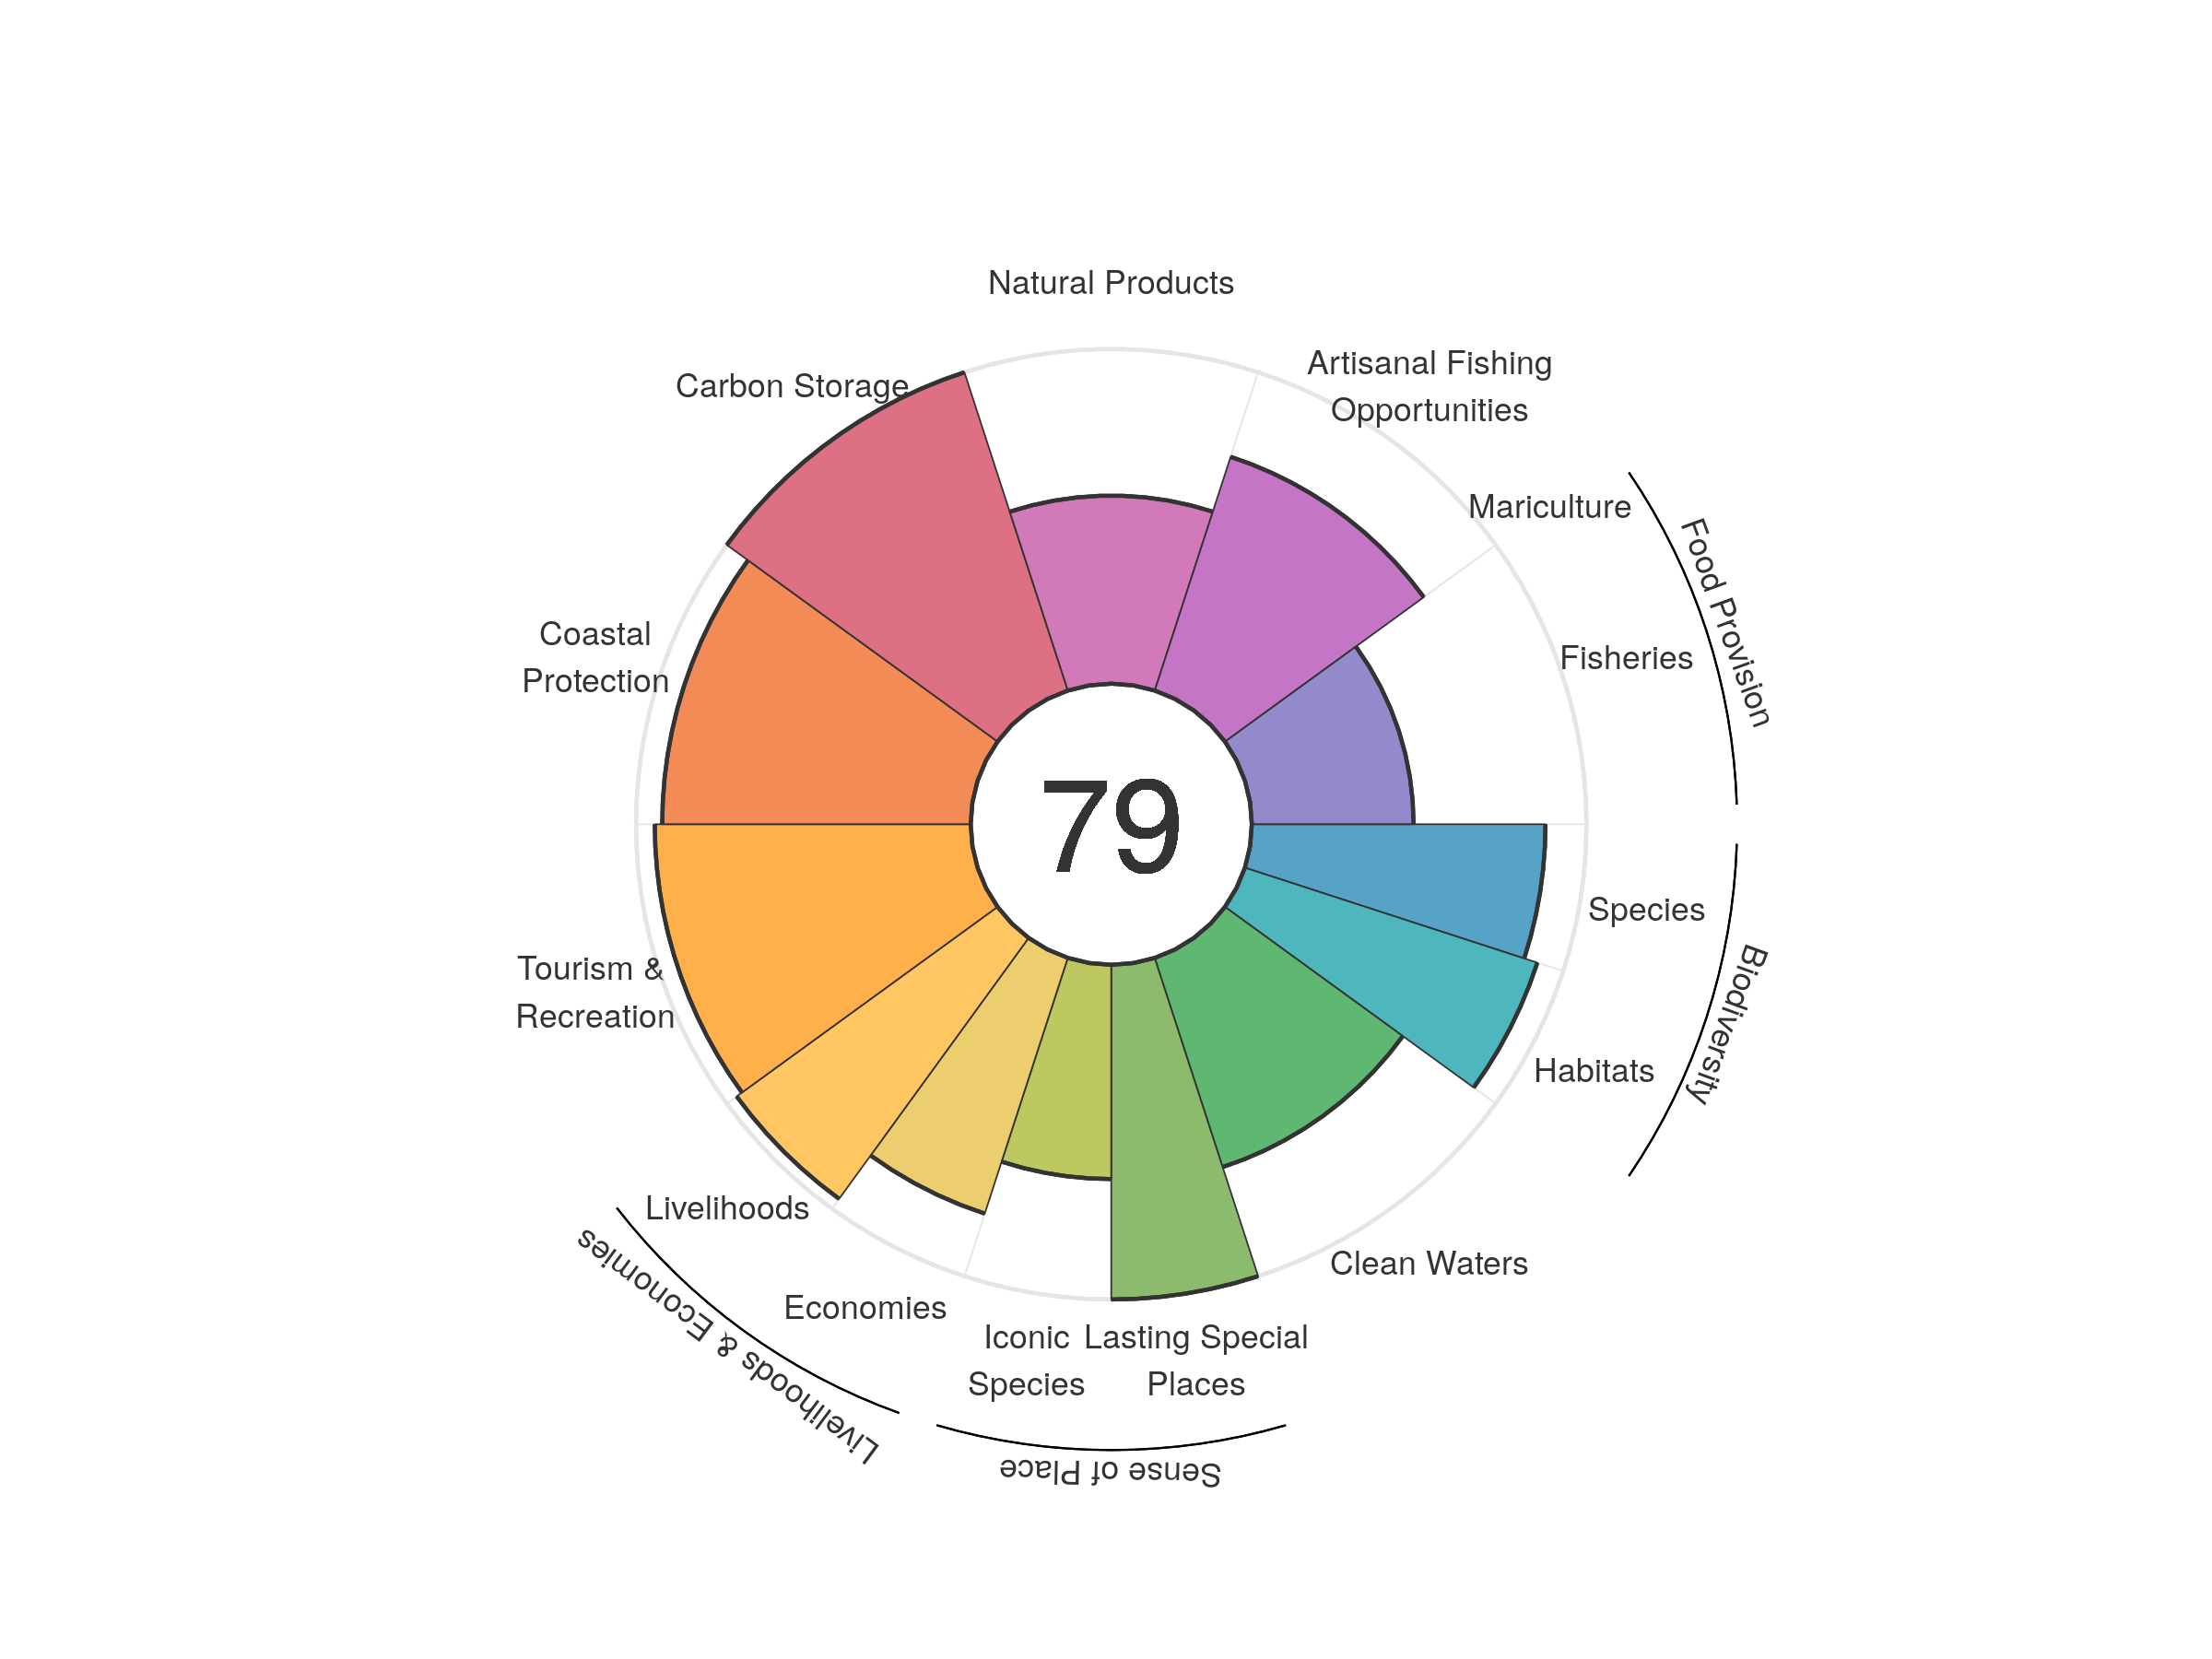 Natural Products
Artisanal Fishing
Opportunities
Carbon Storage
Mariculture
Food Provision
Coastal
Protection
Fisheries
79
Species
Biodiversity
Tourism &
Recreation
Habitats
Livelihoods
Livelihoods & Economies
Clean Waters
Economies
Iconic
Species
Lasting Special
Places
Sense of Place